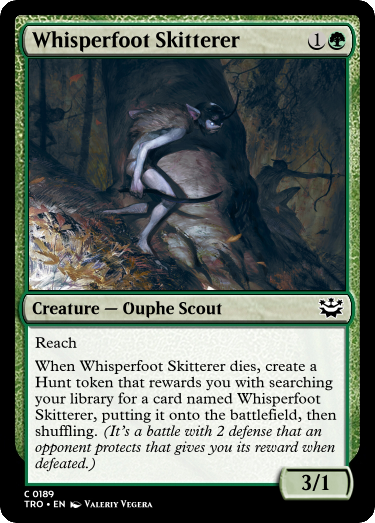 Whisperfoot Skitterer 1
Creature — Ouphe Scout
Reach
When Whisperfoot Skitterer dies, create a
Hunt token that rewards you with searching
your library for a card named Whisperfoot
Skitterer, putting it onto the battlefield, then
shuffling. (It's a battle with 2 defense that an
opponent protects that gives you its reward when
defeated.)
3/1
C 0189
TRO • EN Valeriy Vegera